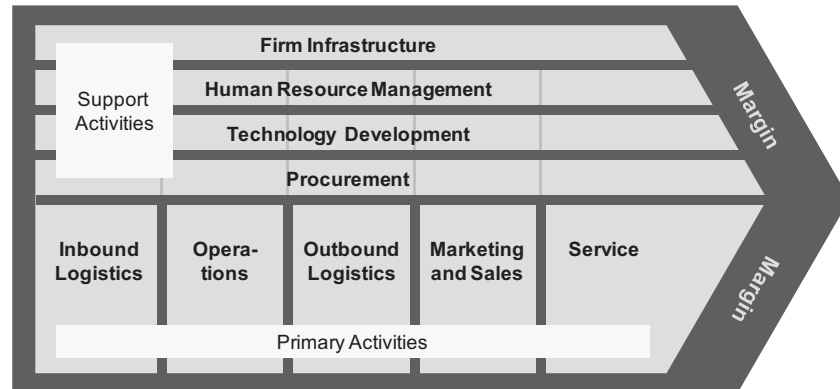 Firm Infrastructure
Support
Activities
Human Resource Management
Technology Development
Procurement
Margin
Inbound
Logistics
Opera-
tions
Outbound
Logistics
Marketing
and Sales
Service
Margin
Primary Activities